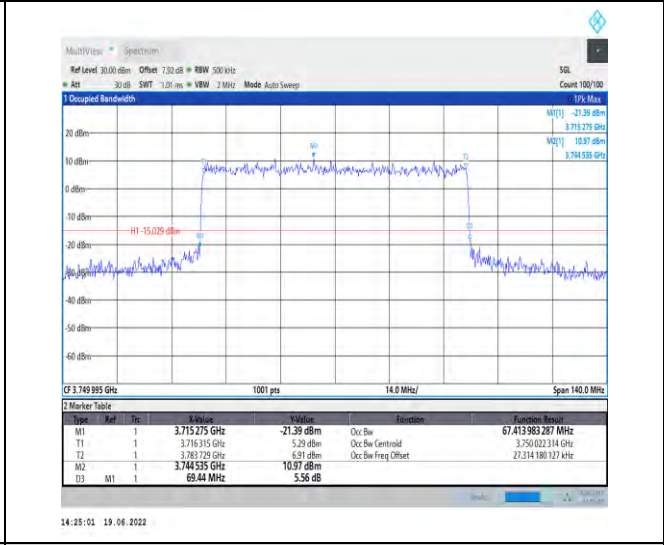 MultiView Spectrum
Ref Level 30.00 dBm Offset 7.92 dB RBW 500 kHz SGL
Att 30 dB SWT 1.01 ms VBW 2 MHz Mode Auto Sweep Count 100/100
1 Occupied Bandwidth 1Pk Max
M1[1] -21.39 dBm
3.715 275 GHz
M2[1] 10.97 dBm
3.744 535 GHz
20 dBm
M2
10 dBm
T1
T2
0 dBm
-10 dBm
H1 -15.029 dBm
M1
D3
-20 dBm
-30 dBm
-40 dBm
-50 dBm
-60 dBm
CF 3.749 995 GHz 1001 pts 14.0 MHz/ Span 140.0 MHz
2 Marker Table
Type Ref Trc X-Value Y-Value Function Function Result
M1 1 3.715 275 GHz -21.39 dBm Occ Bw 67.413 983 287 MHz
T1 1 3.716 315 GHz 5.29 dBm Occ Bw Centroid 3.750 022 314 GHz
T2 1 3.783 729 GHz 6.91 dBm Occ Bw Freq Offset 27.314 180 127 kHz
M2 1 3.744 535 GHz 10.97 dBm
D3 M1 1 69.44 MHz 5.56 dB
14:25:01 19.06.2022